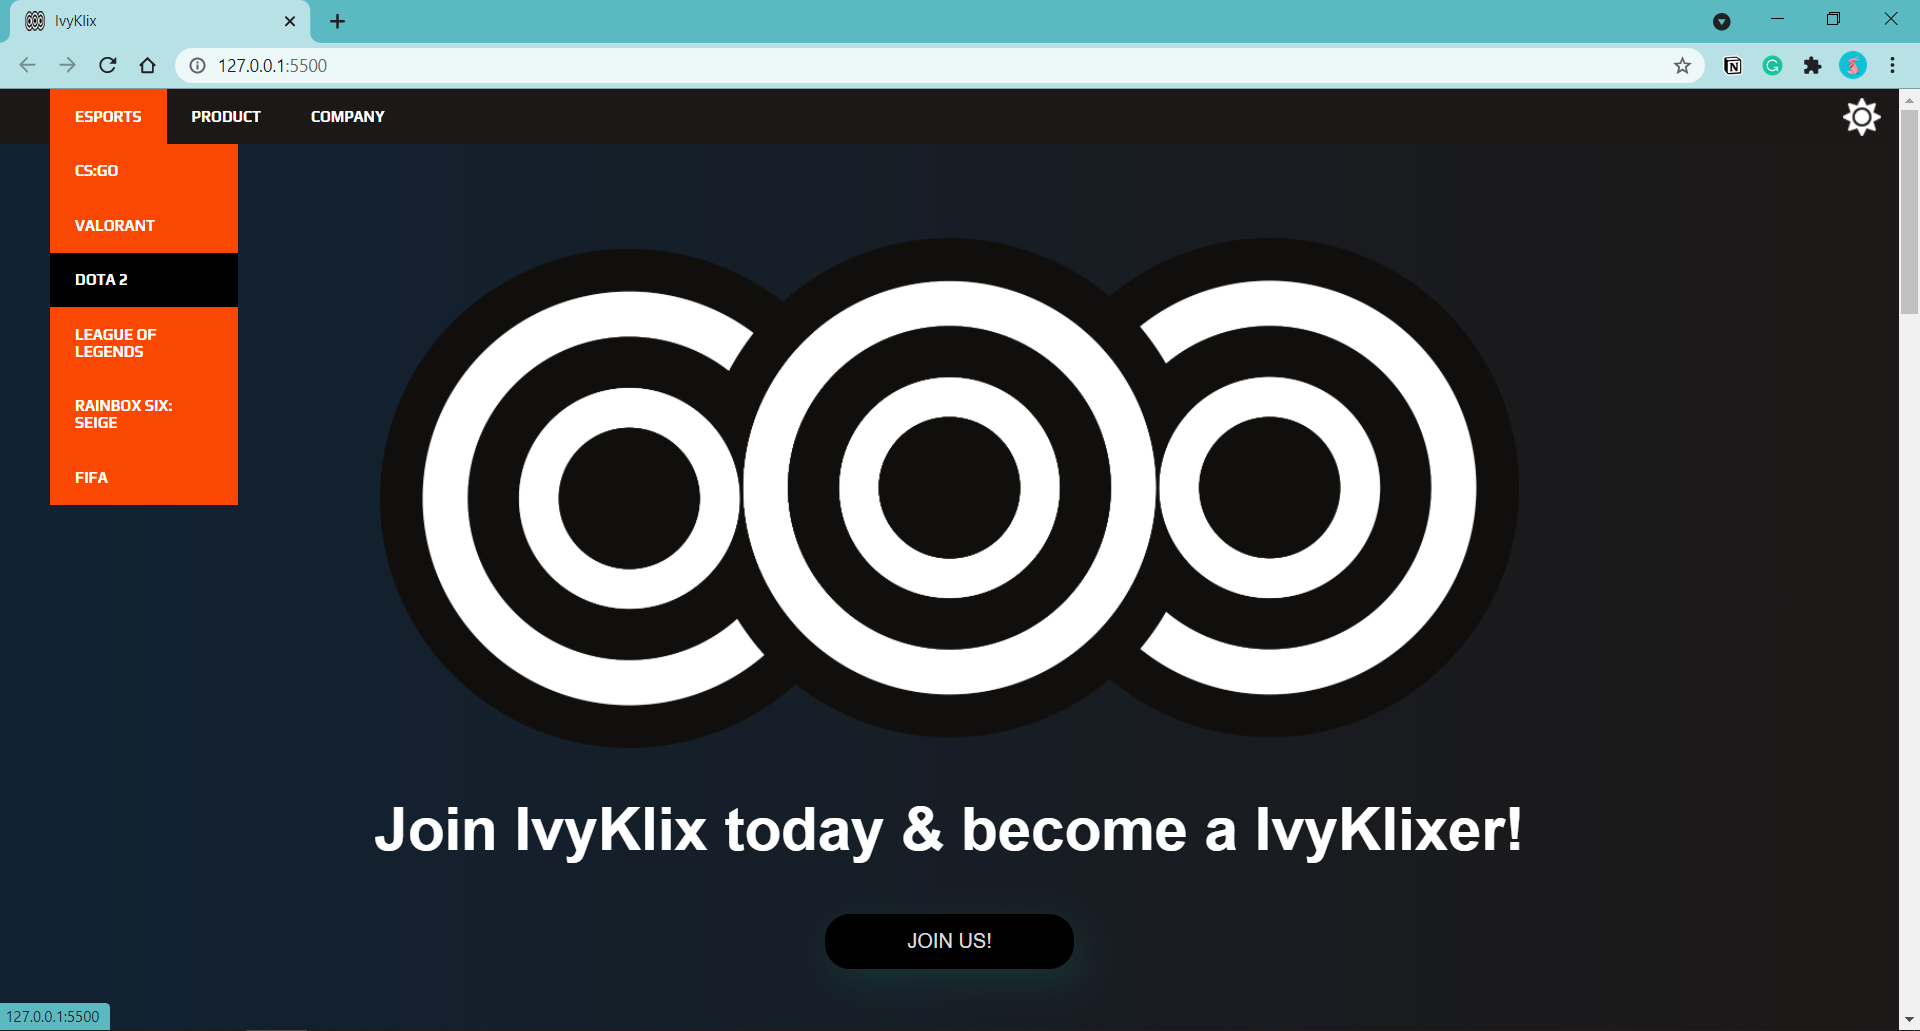 IvyKlix
127.0.0.1:5500
ESPORTS PRODUCT COMPANY
CS:GO
VALORANT
DOTA 2
LEAGUE OF
LEGENDS
RAINBOX SIX:
SEIGE
FIFA
Join IvyKlix today & become a IvyKlixer!
JOIN US!
127.0.0.1:5500